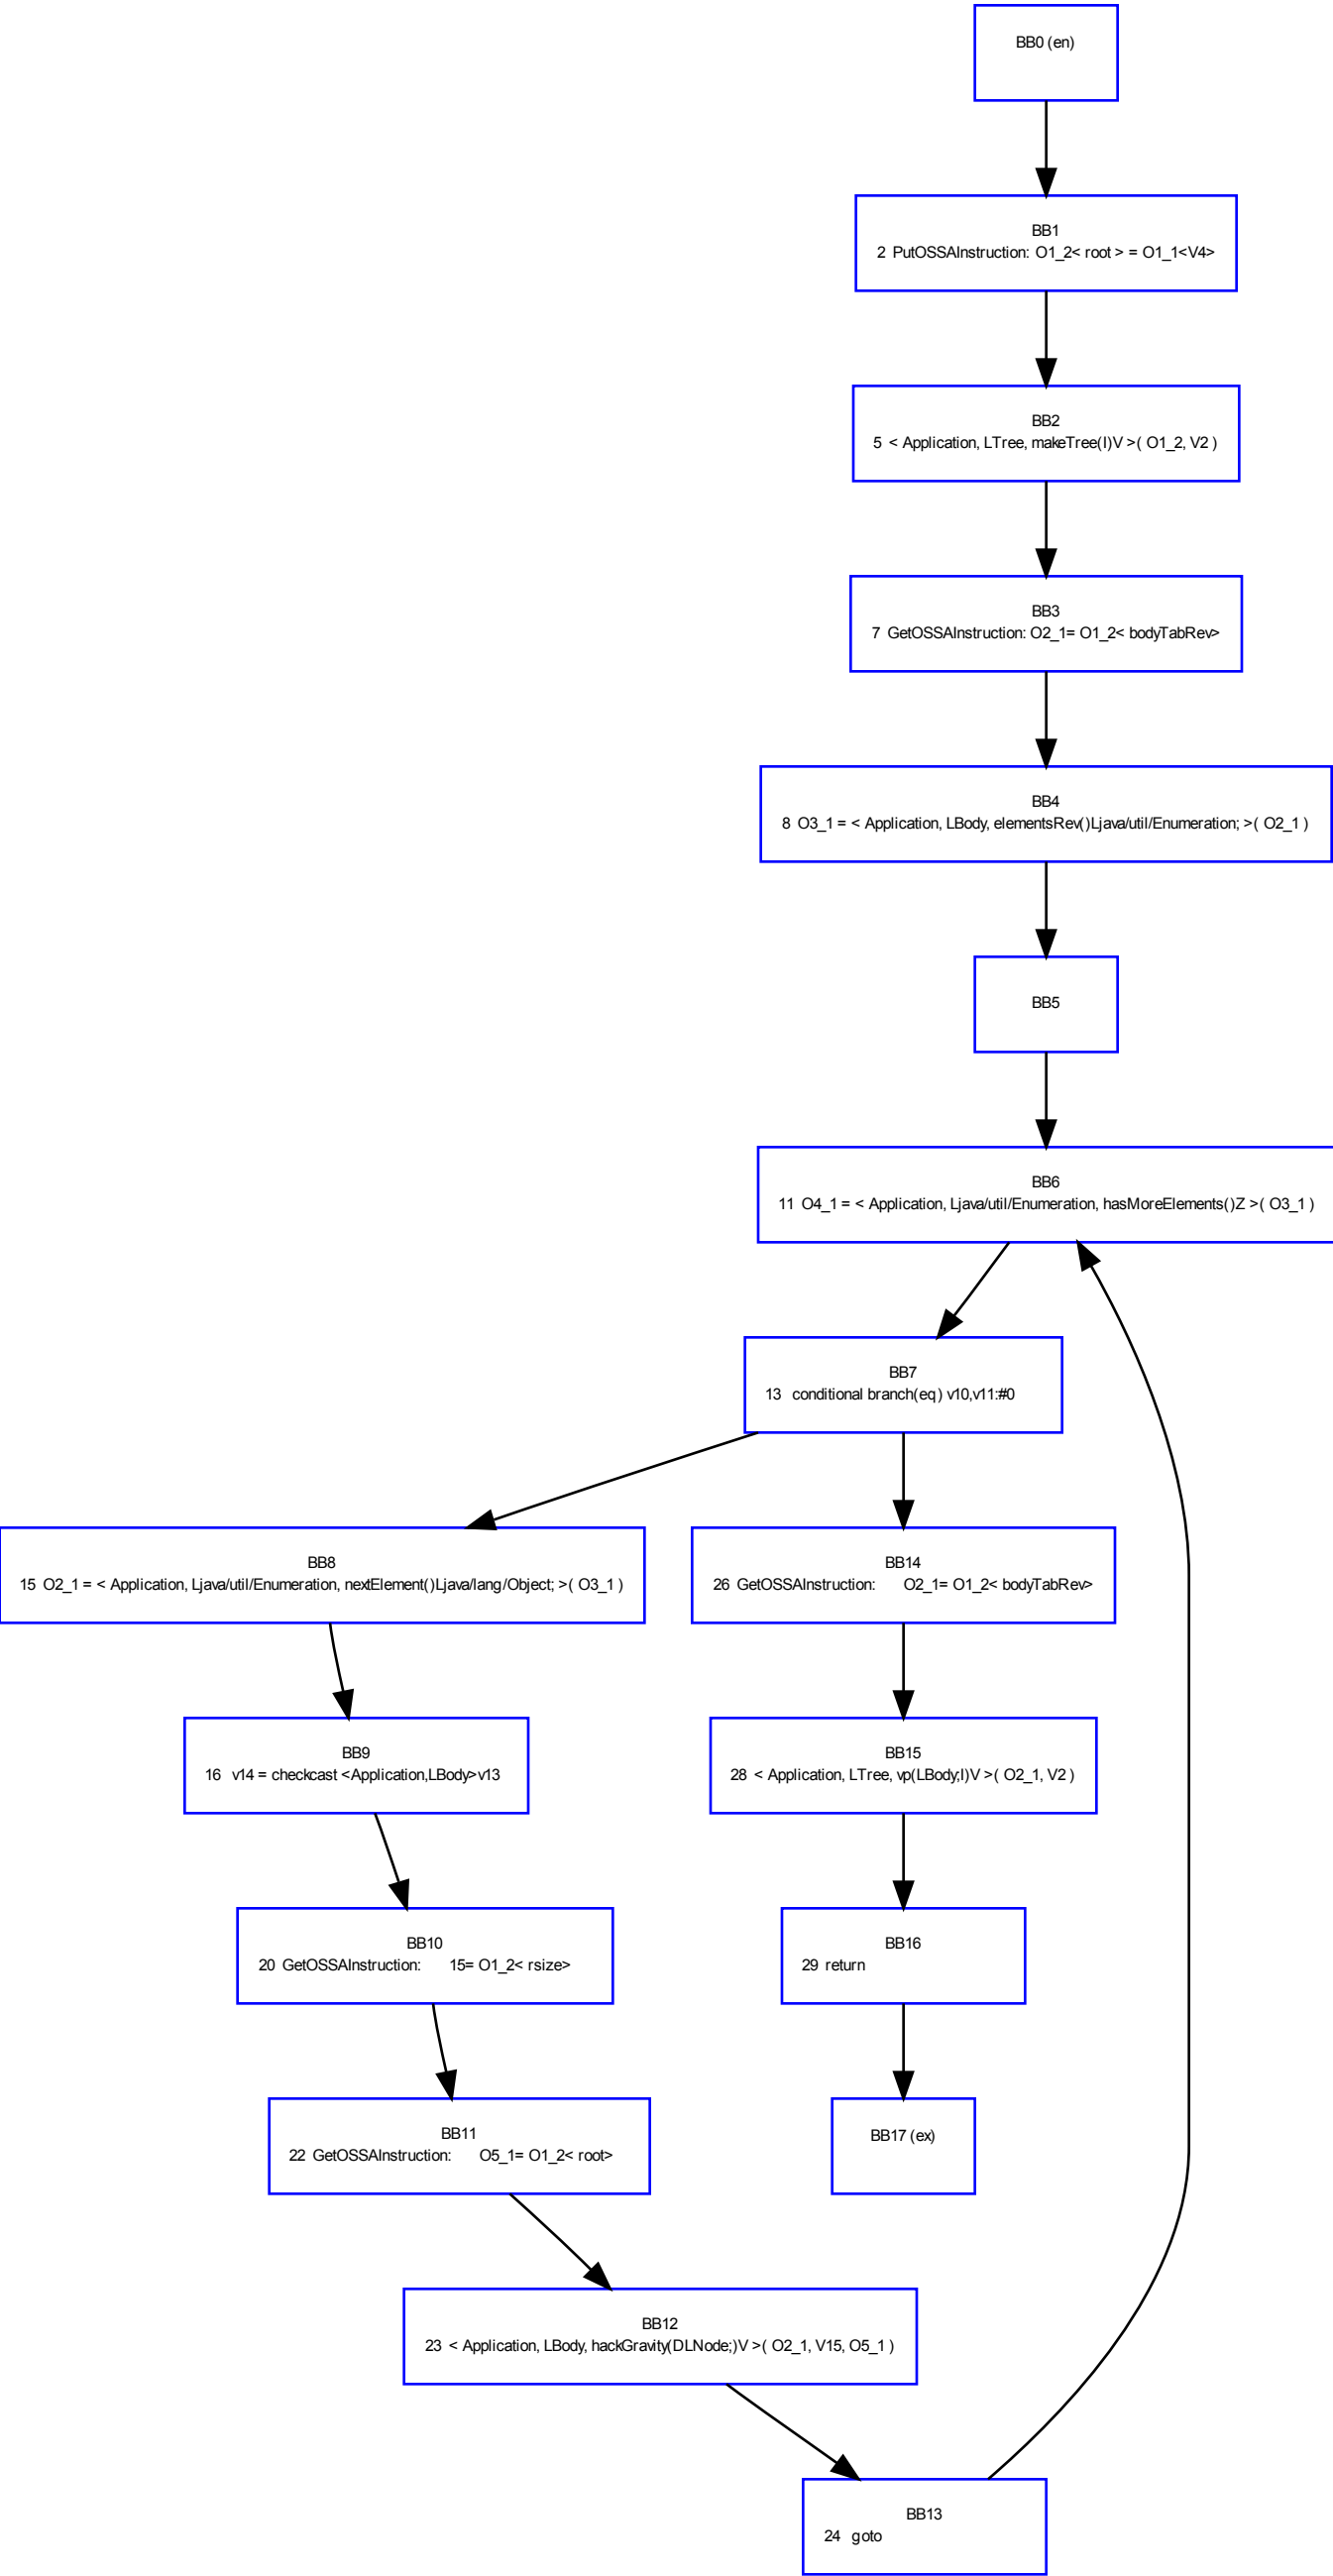 BB0 (en)
BB1
2 PutOSSAInstruction: O1_2< root > = O1_1<V4>
BB2
5 < Application, LTree, makeTree(I)V >( O1_2, V2 )
BB3
7 GetOSSAInstruction: O2_1= O1_2< bodyTabRev>
BB4
8 O3_1 = < Application, LBody, elementsRev()Ljava/util/Enumeration; >( O2_1 )
BB5
BB6
11 O4_1 = < Application, Ljava/util/Enumeration, hasMoreElements()Z >( O3_1 )
BB7
13 conditional branch(eq) v10,v11:#0
BB8
15 O2_1 = < Application, Ljava/util/Enumeration, nextElement()Ljava/lang/Object; >( O3_1 )
BB14
26 GetOSSAInstruction: O2_1= O1_2< bodyTabRev>
BB9
16 v14 = checkcast <Application,LBody>v13
BB15
28 < Application, LTree, vp(LBody;I)V >( O2_1, V2 )
BB10
20 GetOSSAInstruction: 15= O1_2< rsize>
BB16
29 return
BB11
22 GetOSSAInstruction: O5_1= O1_2< root>
BB17 (ex)
BB12
23 < Application, LBody, hackGravity(DLNode;)V >( O2_1, V15, O5_1 )
BB13
24 goto